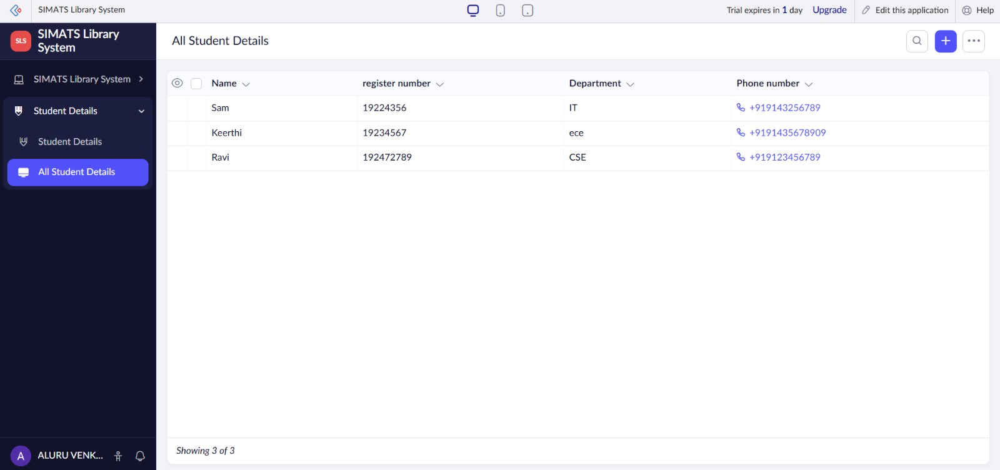 SIMATS Library System
Trial expires in 1 day Upgrade Edit this application Help
SLS SIMATS Library System
All Student Details
SIMATS Library System
Student Details
Student Details
All Student Details
Name register number Department Phone number
Sam 19224356 IT +919143256789
Keerthi 19234567 ece +9191435678909
Ravi 192472789 CSE +919123456789
Showing 3 of 3
A ALURU VENK...